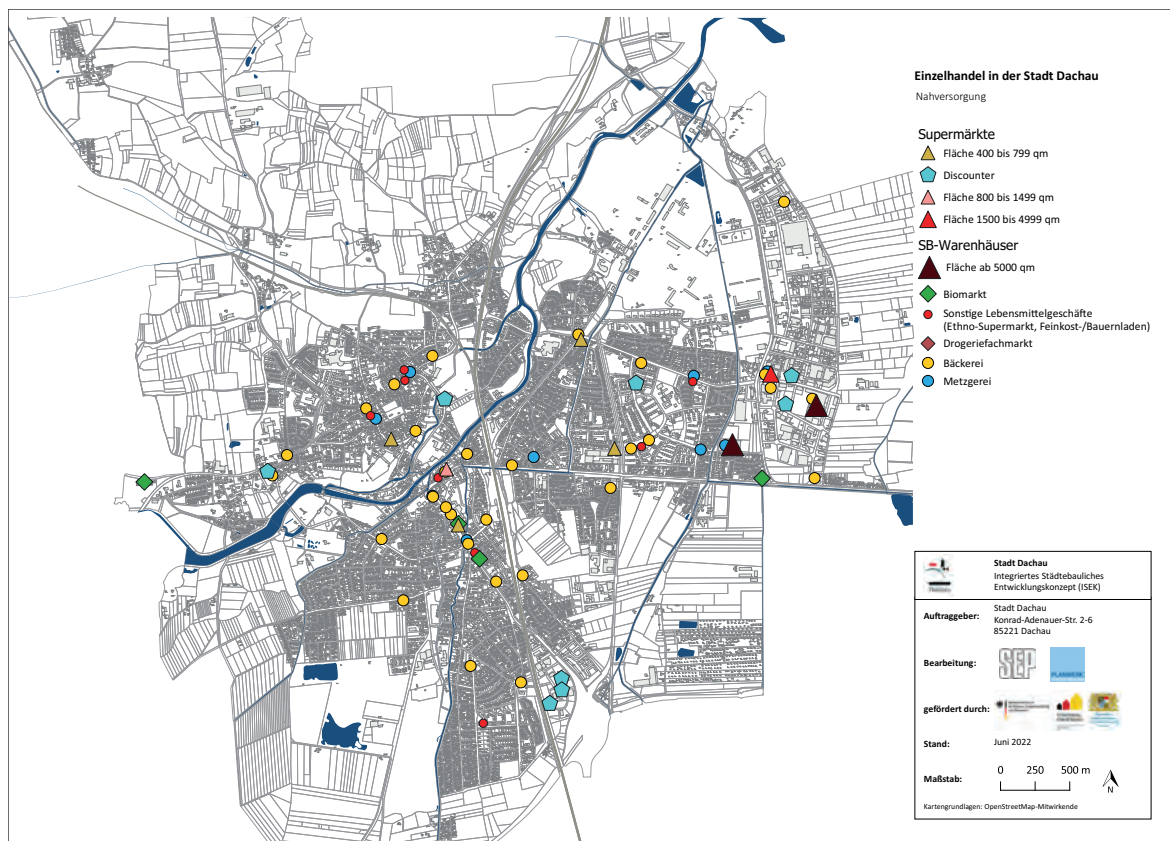 Einzelhandel in der Stadt Dachau
Nahversorgung
Supermärkte
Fläche 400 bis 799 qm
Discounter
Fläche 800 bis 1499 qm
Fläche 1500 bis 4999 qm
SB-Warenhäuser
Fläche ab 5000 qm
Biomarkt
Sonstige Lebensmittelgeschäfte
(Ethno-Supermarkt, Feinkost-/Bauernladen)
Drogeriefachmarkt
Bäckerei
Metzgerei
Stadt Dachau
Integriertes Städtebauliches
Entwicklungskonzept (ISEK)
Auftraggeber:
Stadt Dachau
Konrad-Adenauer-Str. 2-6
85221 Dachau
Bearbeitung:
SEP
PLANWERK
gefördert durch:
Stand:
Juni 2022
Maßstab:
0 250 500 m
N
Kartengrundlagen: OpenStreetMap-Mitwirkende